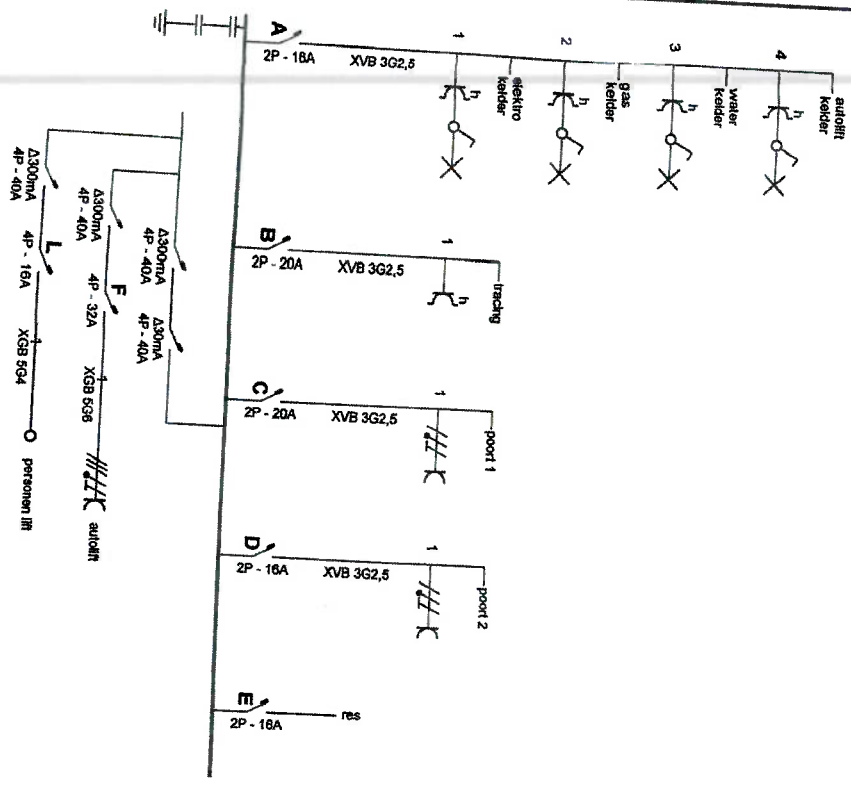 A
2P - 16A
XVB 3G2,5
1
h
elektro
kelder
2
h
gas
kelder
3
h
water
kelder
4
h
autolift
kelder
B
2P - 20A
XVB 3G2,5
1
h
tracing
C
2P - 20A
XVB 3G2,5
1
poort 1
D
2P - 16A
XVB 3G2,5
1
poort 2
E
2P - 16A
res
Δ300mA
4P - 40A
Δ30mA
4P - 40A
Δ300mA
4P - 40A
F
4P - 32A
XGB 5G6
autolift
Δ300mA
4P - 40A
L
4P - 16A
XGB 5G4
personen lift